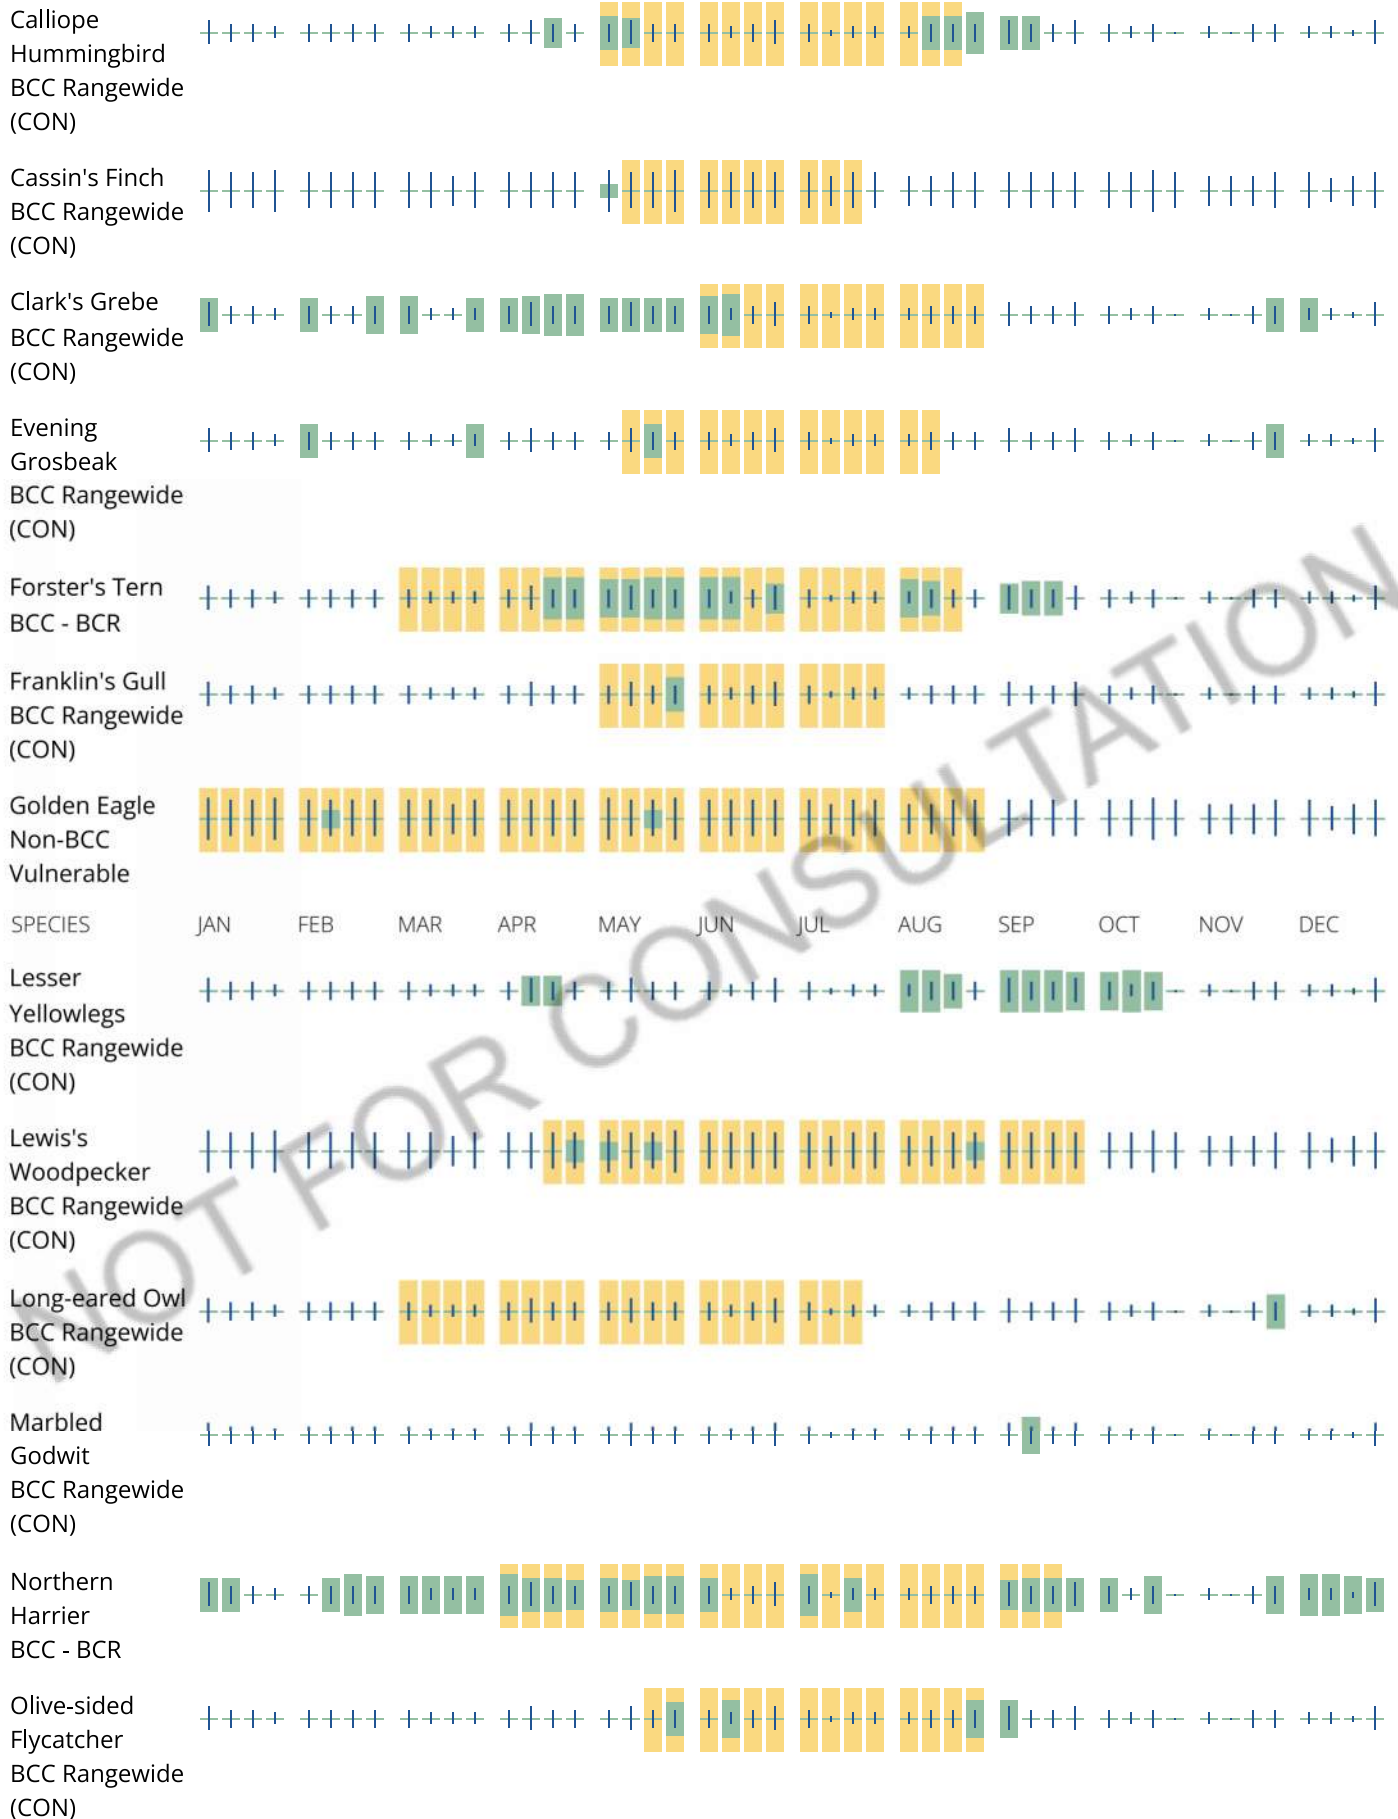 Calliope
Hummingbird
BCC Rangewide
(CON)
Cassin's Finch
BCC Rangewide
(CON)
Clark's Grebe
BCC Rangewide
(CON)
Evening
Grosbeak
BCC Rangewide
(CON)
Forster's Tern
BCC - BCR
Franklin's Gull
BCC Rangewide
(CON)
Golden Eagle
Non-BCC
Vulnerable
SPECIES JAN FEB MAR APR MAY JUN JUL AUG SEP OCT NOV DEC
Lesser
Yellowlegs
BCC Rangewide
(CON)
Lewis's
Woodpecker
BCC Rangewide
(CON)
Long-eared Owl
BCC Rangewide
(CON)
Marbled
Godwit
BCC Rangewide
(CON)
Northern
Harrier
BCC - BCR
Olive-sided
Flycatcher
BCC Rangewide
(CON)
NOT FOR CONSULTATION